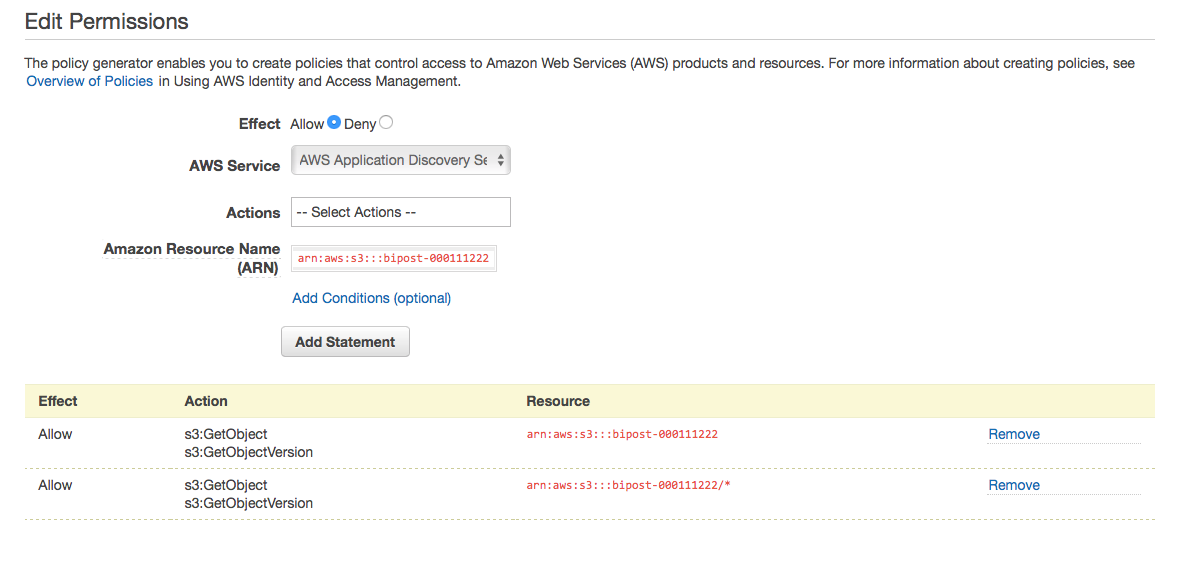 Edit Permissions
The policy generator enables you to create policies that control access to Amazon Web Services (AWS) products and resources. For more information about creating policies, see
Overview of Policies in Using AWS Identity and Access Management.
Effect Allow Deny
AWS Service AWS Application Discovery Se
Actions -- Select Actions --
Amazon Resource Name
(ARN) arn:aws:s3:::bipost-000111222
Add Conditions (optional)
Add Statement
Effect Action Resource
Allow s3:GetObject arn:aws:s3:::bipost-000111222 Remove
s3:GetObjectVersion
Allow s3:GetObject arn:aws:s3:::bipost-000111222/* Remove
s3:GetObjectVersion